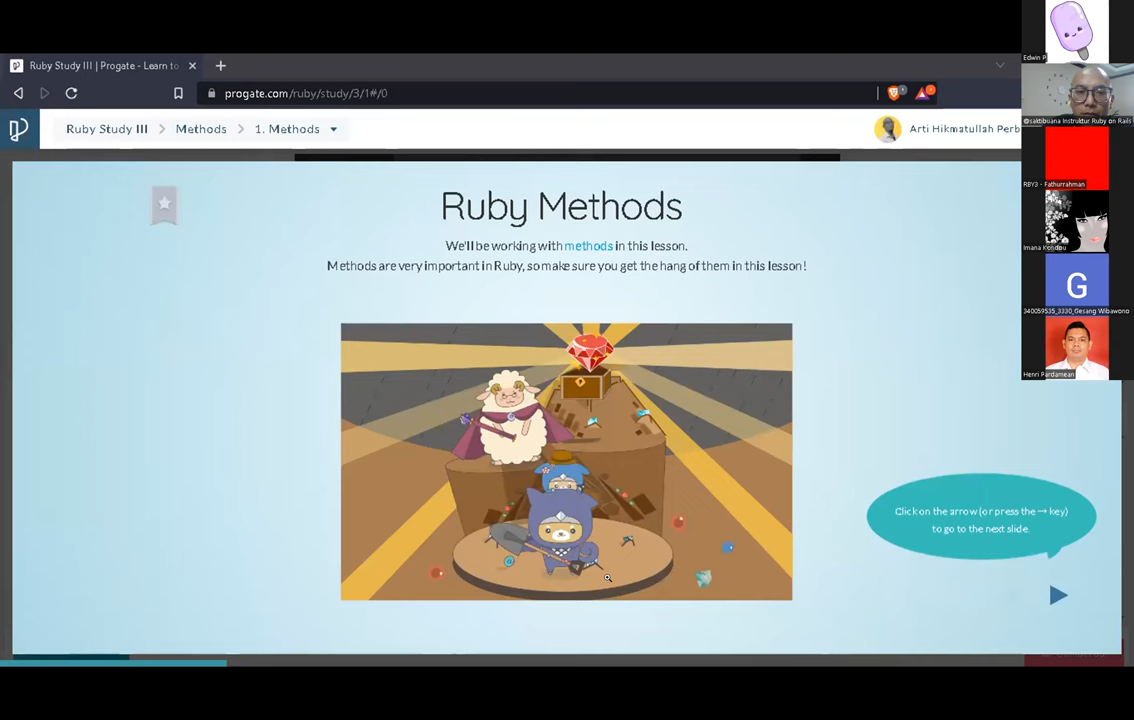 Ruby Study III | Progate - Learn to
progate.com/ruby/study/3/1#/0
Ruby Study III
Methods
1. Methods
Arti Hikmatullah Perb
Ruby Methods
We'll be working with methods in this lesson.
Methods are very important in Ruby, so make sure you get the hang of them in this lesson!
Click on the arrow (or press the → key)
to go to the next slide.
Edwin P
@saktibuana Instruktur Ruby on Rails
RBY3 - Fathurrahman
Imana Kondou
G
340059535_3330_Gesang Wibawono
Henri Pardamean